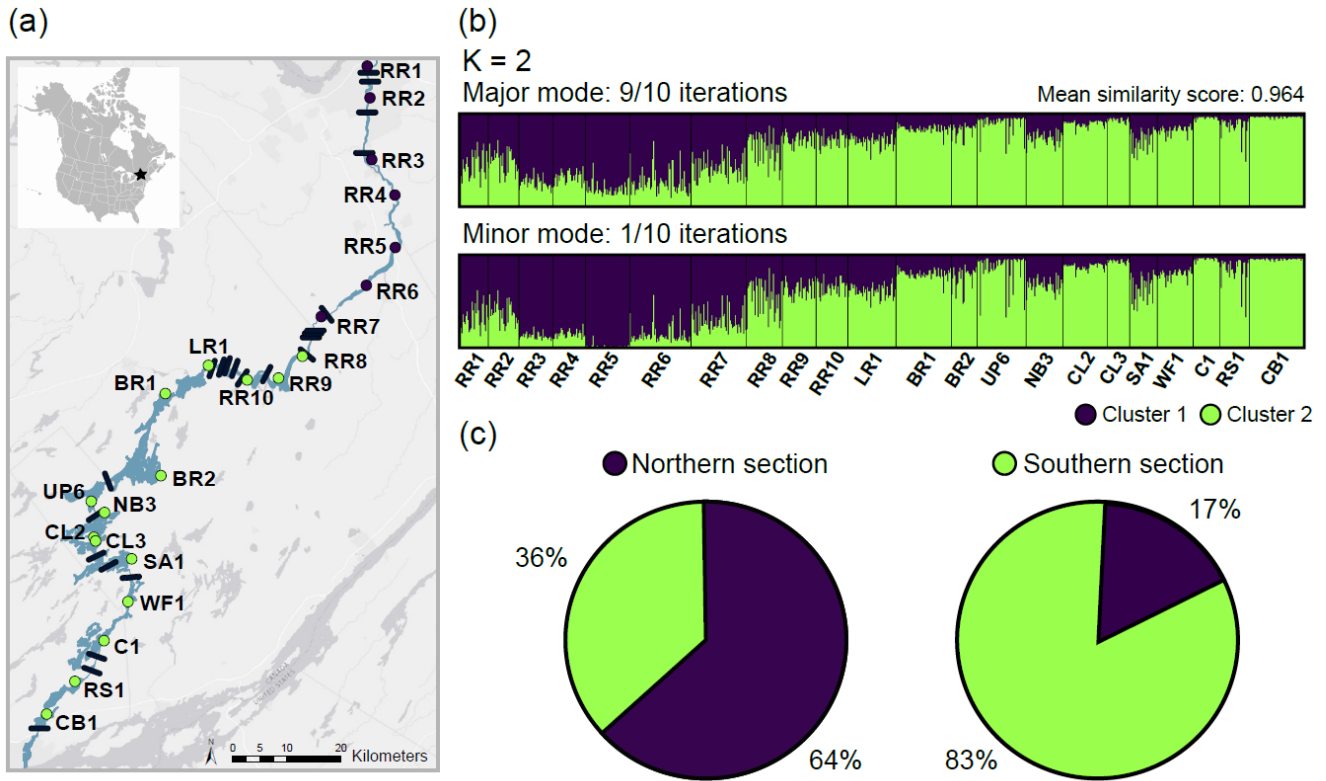 (a)
RR1
RR2
RR3
RR4
RR5
RR6
RR7
LR1
RR8
RR9
RR10
BR1
BR2
UP6
NB3
CL2
CL3
SA1
WF1
C1
RS1
CB1
CANADA
UNITED STATES
N
0 5 10 20
Kilometers
(b)
K = 2
Major mode: 9/10 iterations
Mean similarity score: 0.964
Minor mode: 1/10 iterations
RR1 RR2 RR3 RR4 RR5 RR6 RR7 RR8 RR9 RR10 LR1 BR1 BR2 UP6 NB3 CL2 CL3 SA1 WF1 C1 RS1 CB1
Cluster 1 Cluster 2
(c)
Northern section
36%
64%
Southern section
17%
83%